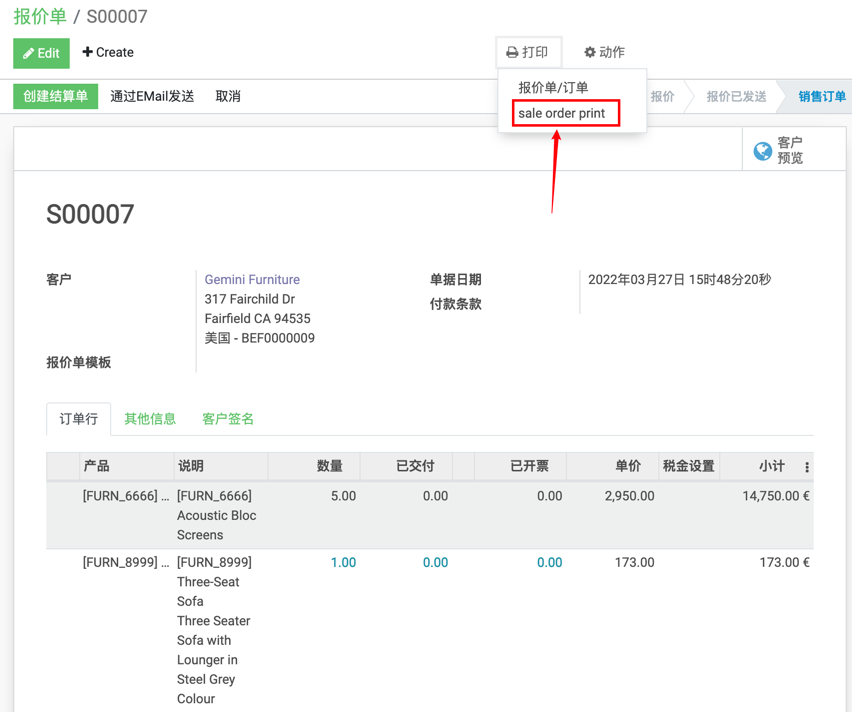 报价单 / S00007
Edit
Create
打印
动作
报价单/订单
sale order print
创建结算单
通过EMail发送
取消
报价
报价已发送
销售订单
客户
预览
S00007
客户
Gemini Furniture
317 Fairchild Dr
Fairfield CA 94535
美国 - BEF0000009
单据日期
2022年03月27日 15时48分20秒
付款条款
报价单模板
订单行
其他信息
客户签名
产品 说明 数量 已交付 已开票 单价 税金设置 小计
[FURN_6666] ... [FURN_6666] 5.00 0.00 0.00 2,950.00 14,750.00 €
Acoustic Bloc
Screens
[FURN_8999] ... [FURN_8999] 1.00 0.00 0.00 173.00 173.00 €
Three-Seat
Sofa
Three Seater
Sofa with
Lounger in
Steel Grey
Colour